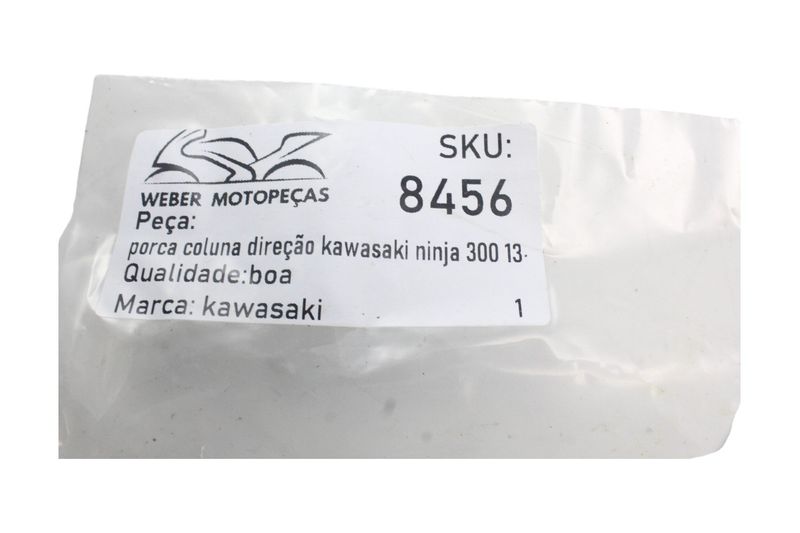 SKU:
8456
WEBER MOTOPEÇAS
Peça:
porca coluna direção kawasaki ninja 300 13-
Qualidade:boa
Marca: kawasaki 1